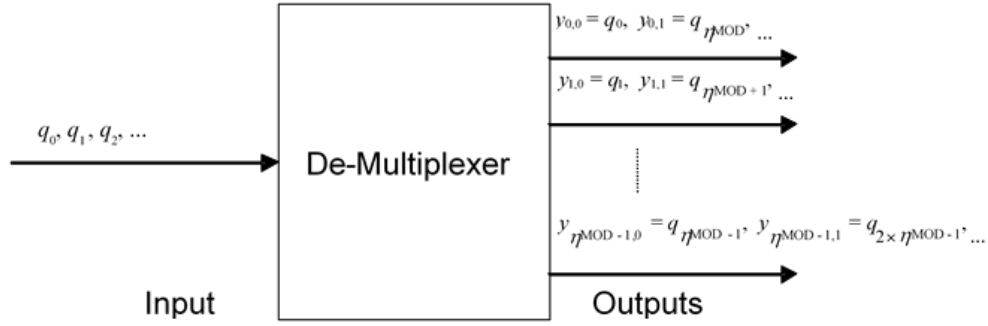 y0,0 = q0, y0,1 = qηMOD, ...
y1,0 = q1, y1,1 = qηMOD + 1, ...
q0, q1, q2, ...
De-Multiplexer
yηMOD - 1,0 = qηMOD - 1, yηMOD - 1,1 = q2 × ηMOD - 1, ...
Input
Outputs